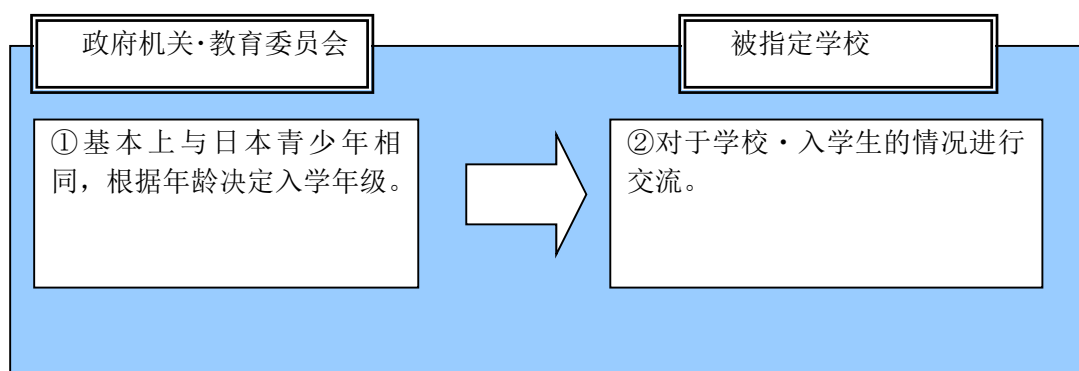 政府机关·教育委员会
被指定学校
①基本上与日本青少年相
同，根据年龄决定入学年级。
②对于学校・入学生的情况进行
交流。